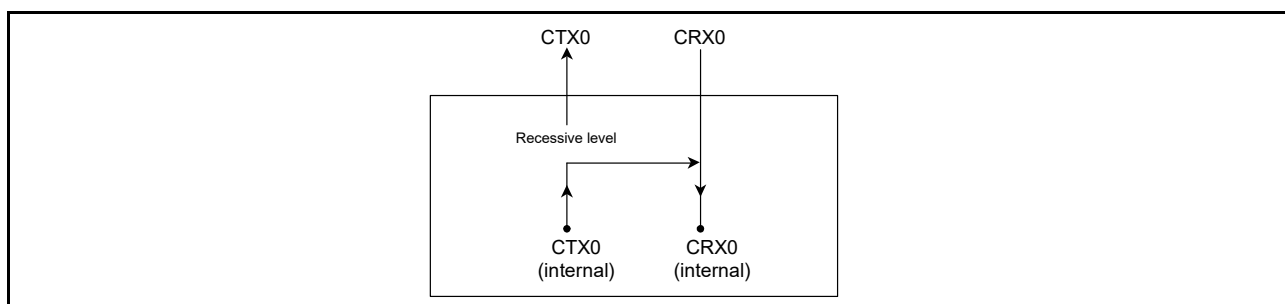 CTX0 CRX0
Recessive level
CTX0 CRX0
(internal) (internal)